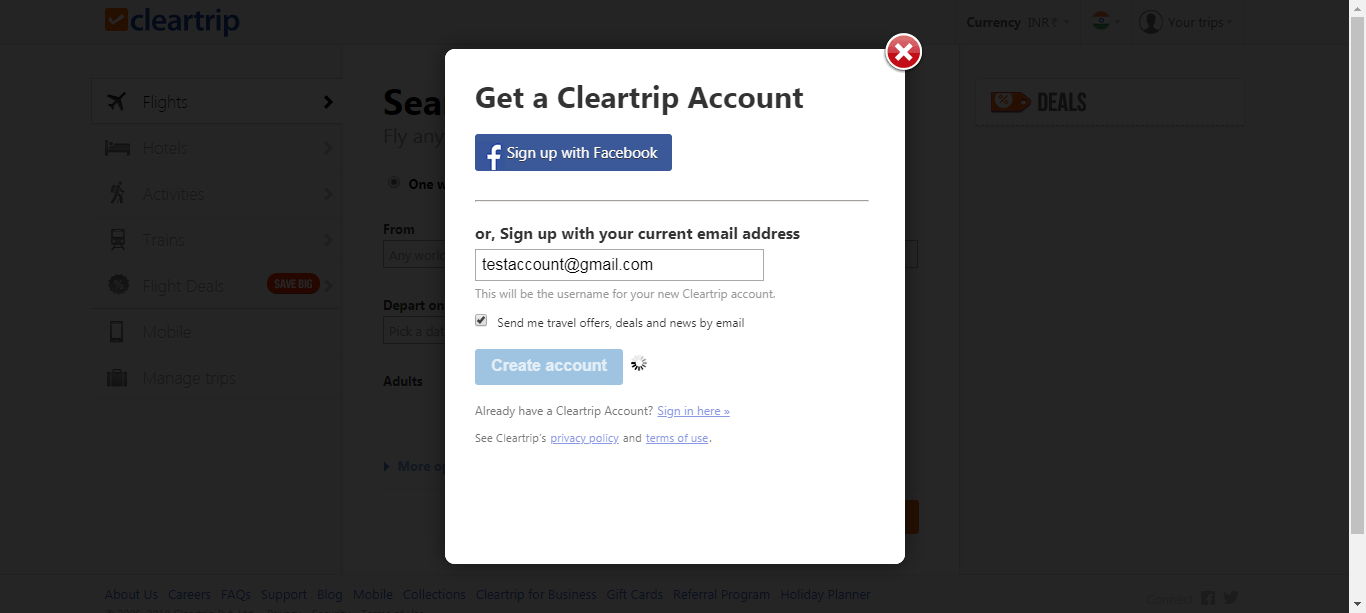 cleartrip
Currency INR ₹
Your trips
Flights
Hotels
Activities
Trains
Flight Deals SAVE BIG
Mobile
Manage trips
Sea
Fly any
One w
From
Any worl
Depart on
Pick a dat
Adults
More op
Get a Cleartrip Account
f Sign up with Facebook
or, Sign up with your current email address
testaccount@gmail.com
This will be the username for your new Cleartrip account.
Send me travel offers, deals and news by email
Create account
Already have a Cleartrip Account? Sign in here »
See Cleartrip's privacy policy and terms of use.
% DEALS
About Us Careers FAQs Support Blog Mobile Collections Cleartrip for Business Gift Cards Referral Program Holiday Planner
Connect